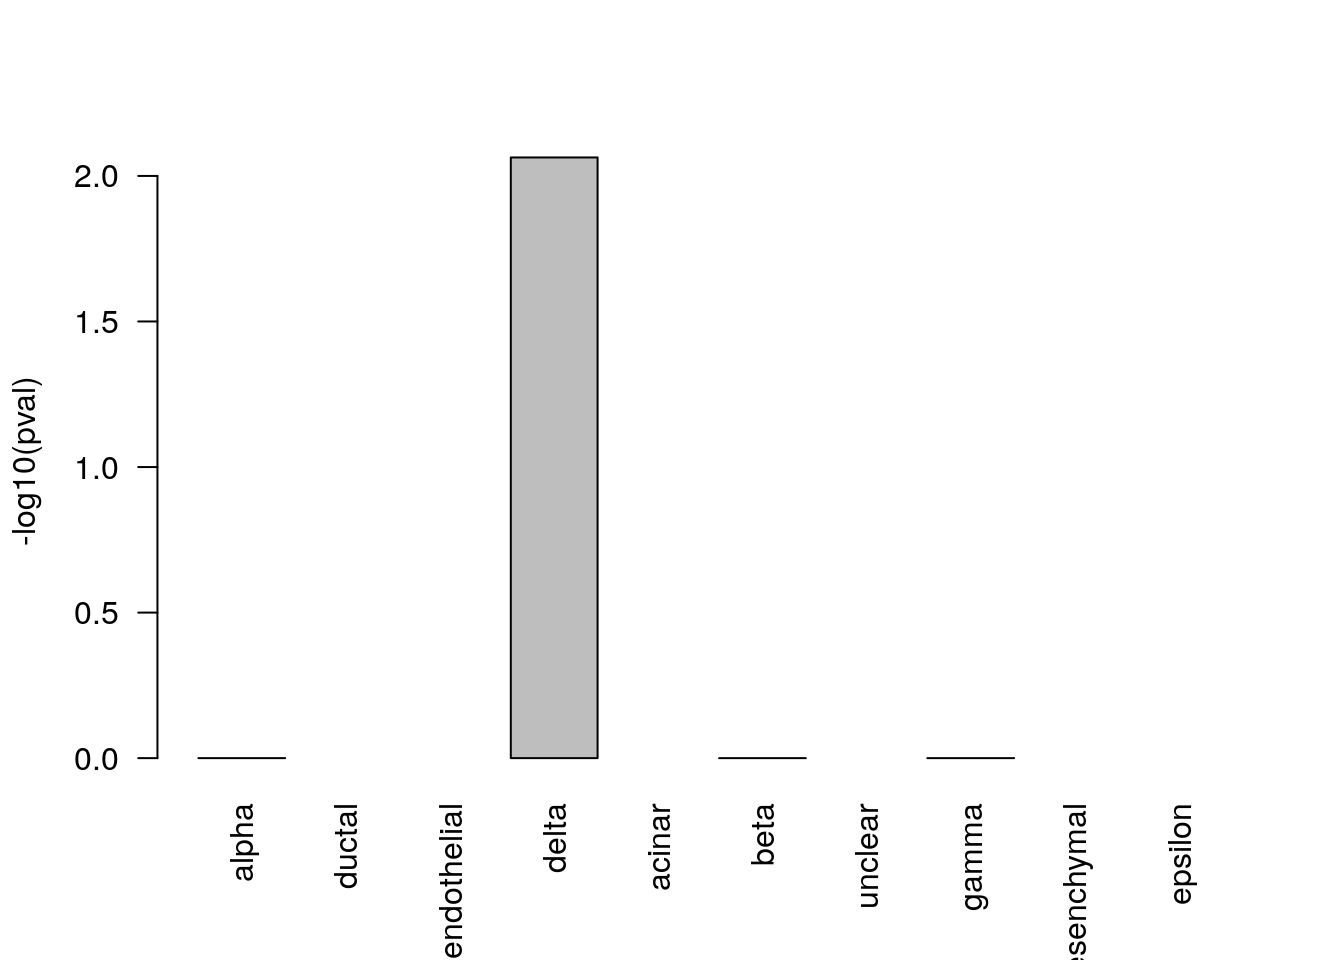 2.0
1.5
1.0
0.5
0.0
-log10(pval)
alpha
ductal
endothelial
delta
acinar
beta
unclear
gamma
esenchymal
epsilon